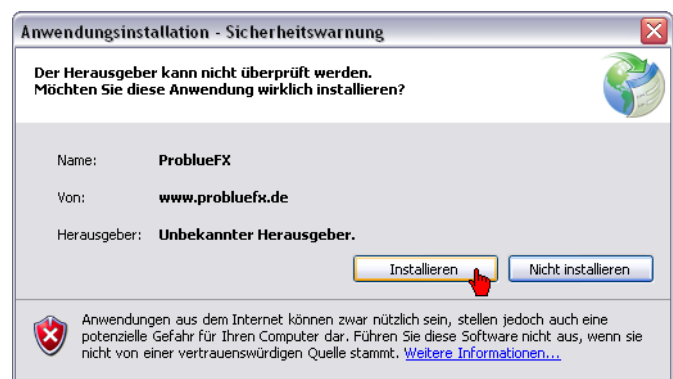 Anwendungsinstallation - Sicherheitswarnung
Der Herausgeber kann nicht überprüft werden.
Möchten Sie diese Anwendung wirklich installieren?
Name: ProblueFX
Von: www.probluefx.de
Herausgeber: Unbekannter Herausgeber.
Installieren Nicht installieren
Anwendungen aus dem Internet können zwar nützlich sein, stellen jedoch auch eine
potenzielle Gefahr für Ihren Computer dar. Führen Sie diese Software nicht aus, wenn sie
nicht von einer vertrauenswürdigen Quelle stammt. Weitere Informationen...